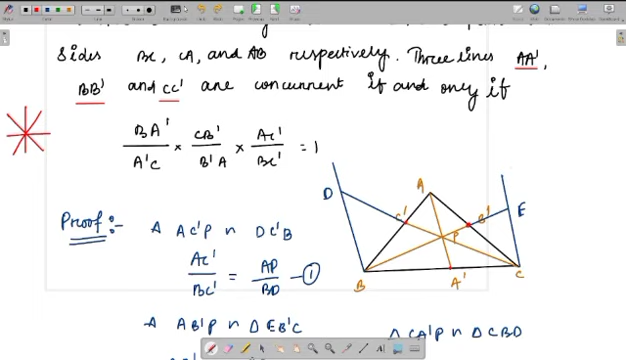 sides BC, CA, and AB respectively. Three lines AA',
BB' and CC' are concurrent if and only if
BA'/A'C × CB'/B'A × AC'/BC' = 1
Proof:-
Δ AC'P ~ DC'B
AC'/BC' = AP/BD -①
Δ AB'P ~ Δ EB'C
Δ CA'P ~ Δ CBD
D
A
C'
B'
E
P
B
A'
C